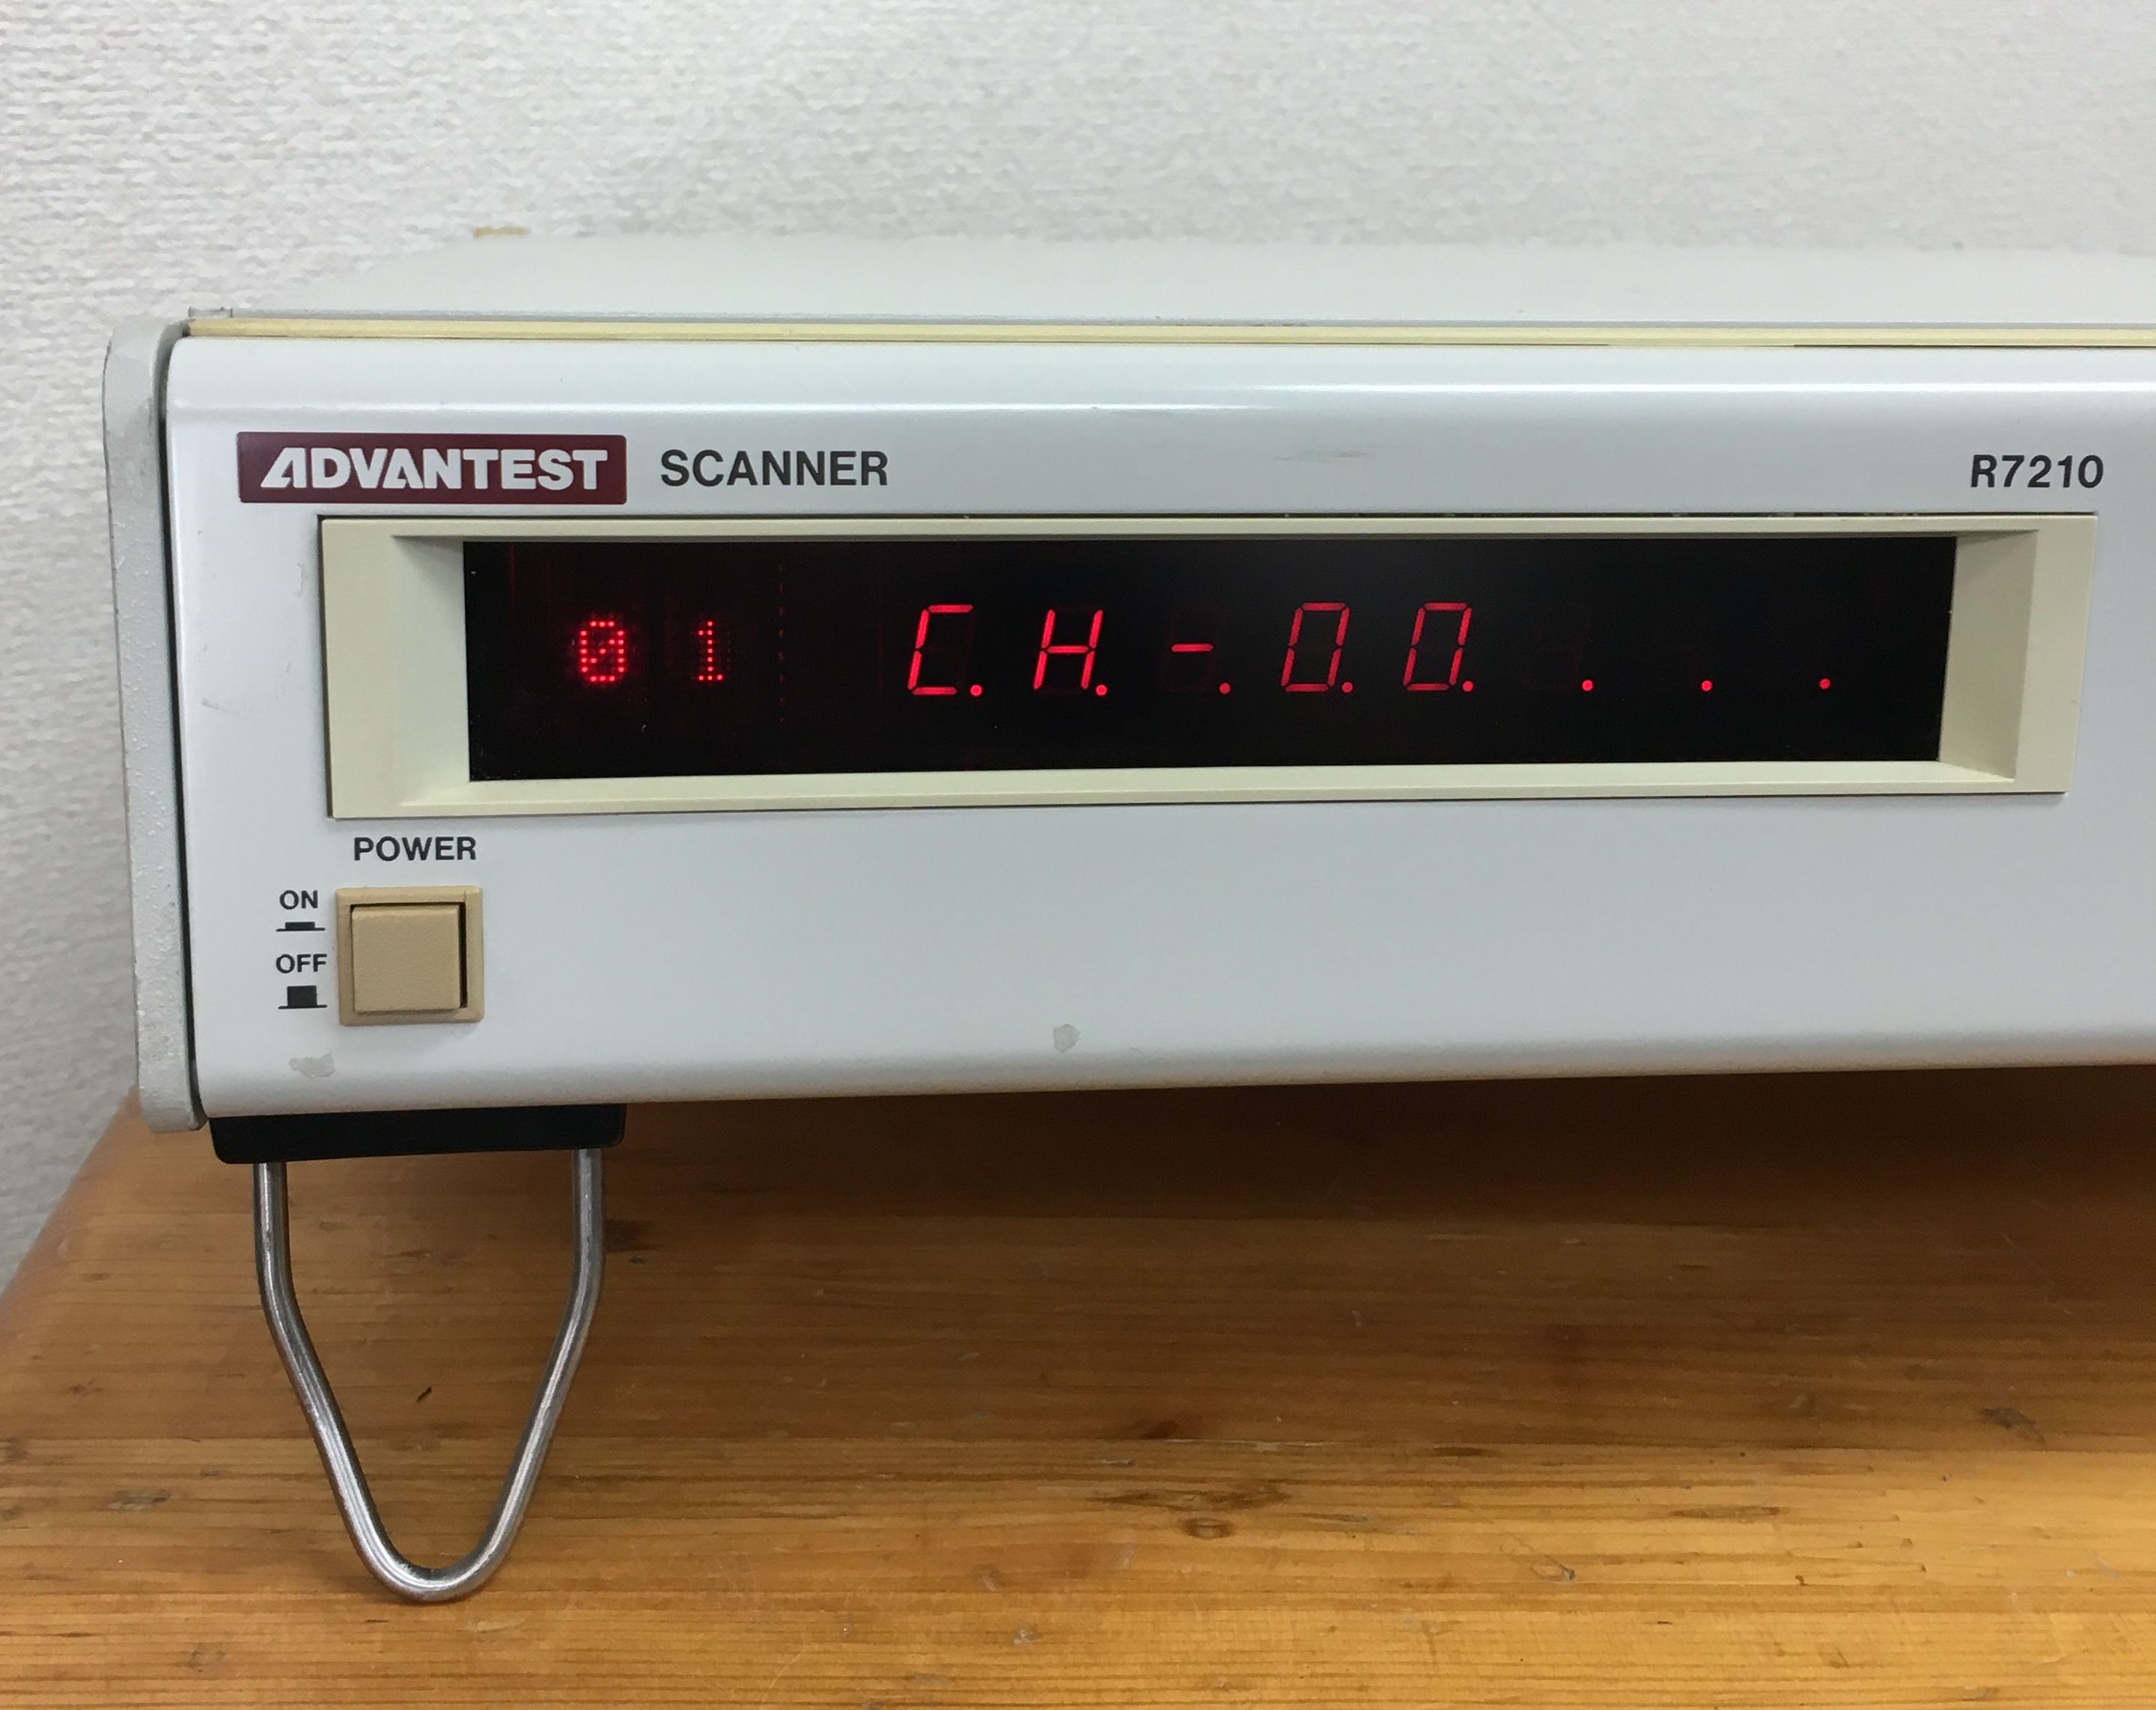 ADVANTEST SCANNER R7210
01 C.H.-.0.0. . . .
POWER
ON
OFF